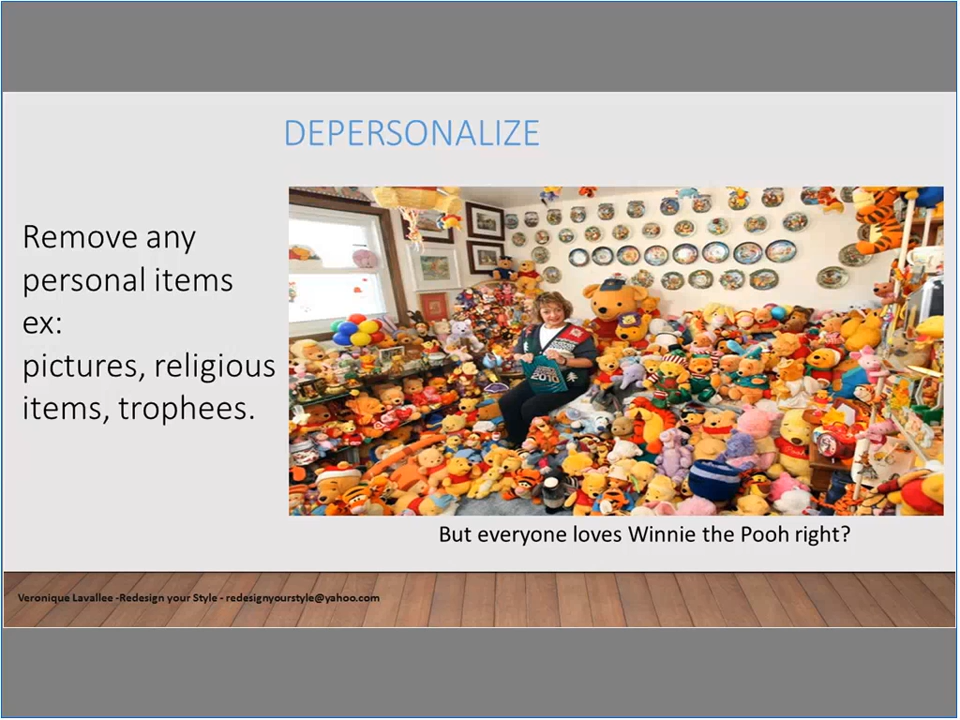 DEPERSONALIZE
Remove any
personal items
ex:
pictures, religious
items, trophees.
2010
But everyone loves Winnie the Pooh right?
Veronique Lavallee -Redesign your Style - redesignyourstyle@yahoo.com